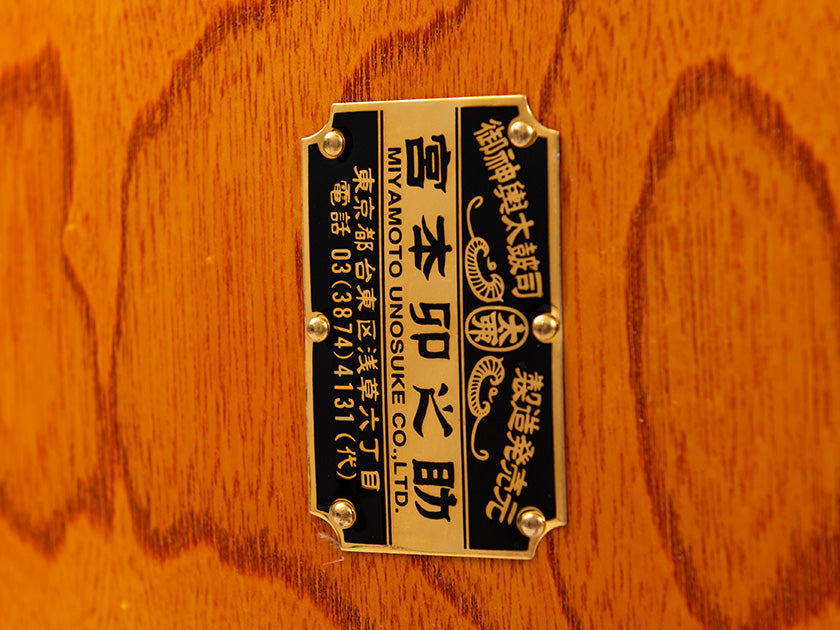 御神輿太鼓司
製造発売元
宮本卯之助
MIYAMOTO UNOSUKE CO.,LTD.
東京都台東区浅草六丁目
電話 03(3874)4131(代)